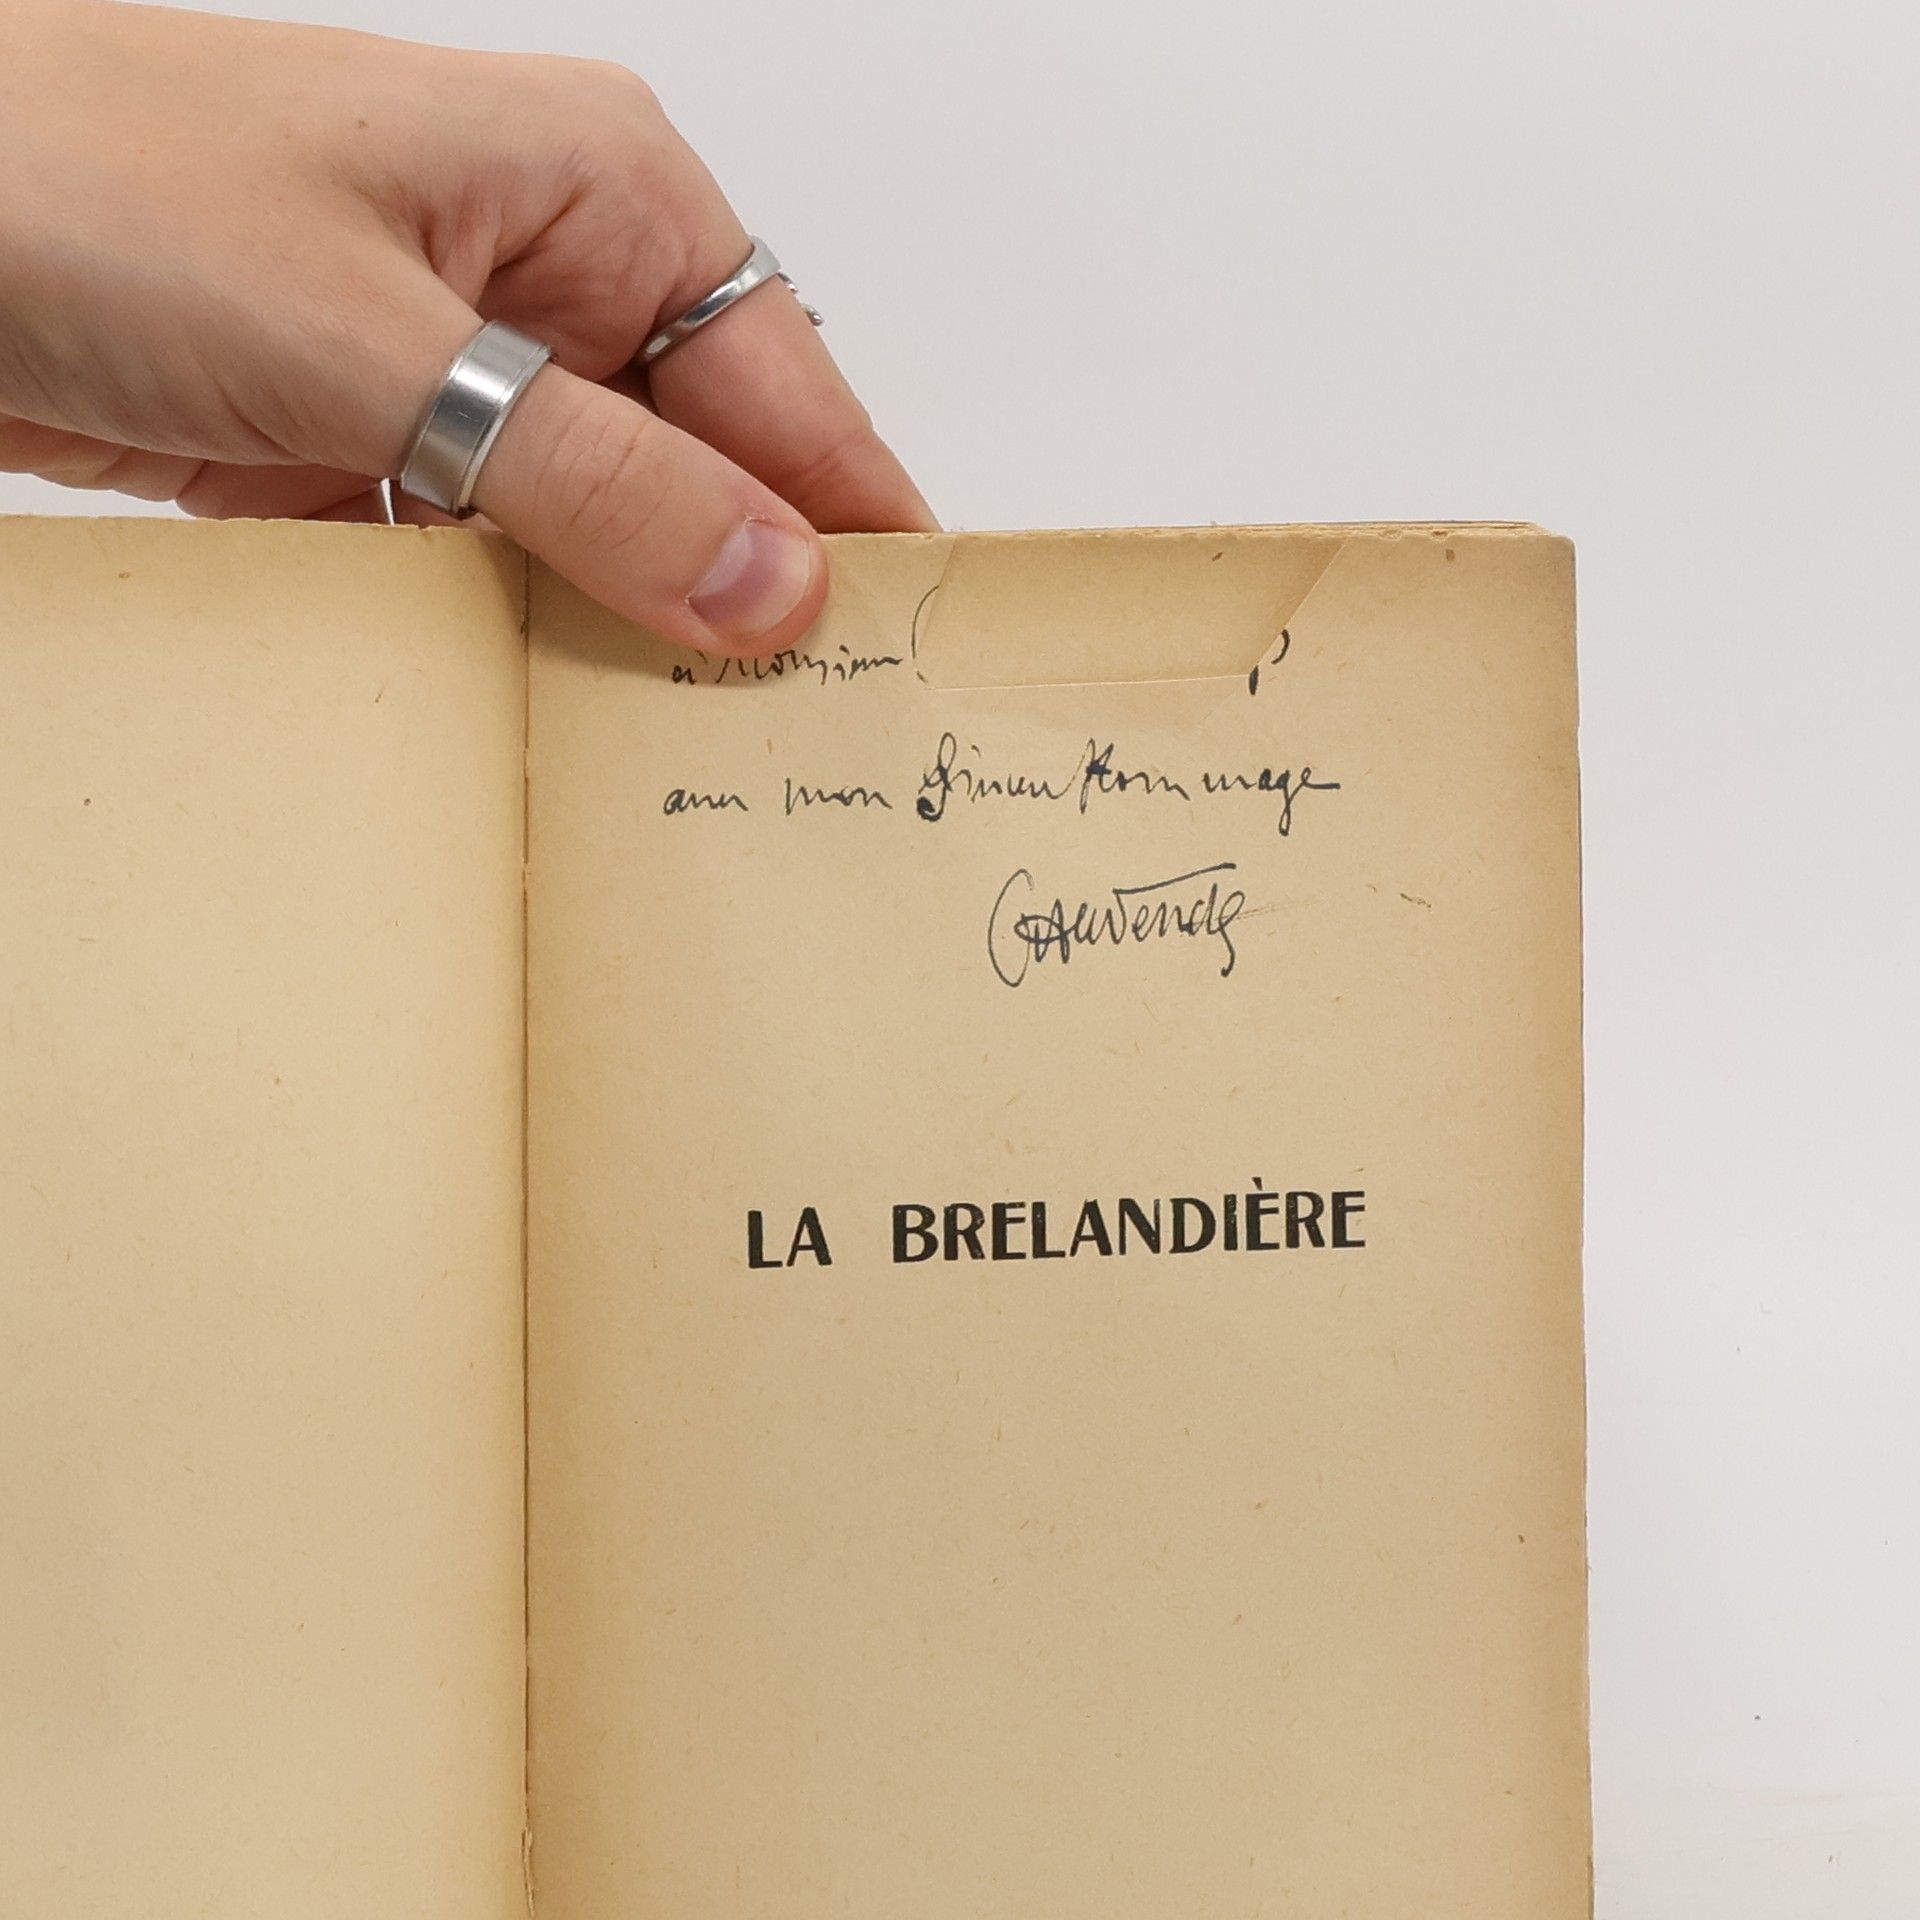 à Monsieur
avec mon Sincère Hommage
LA BRELANDIÈRE